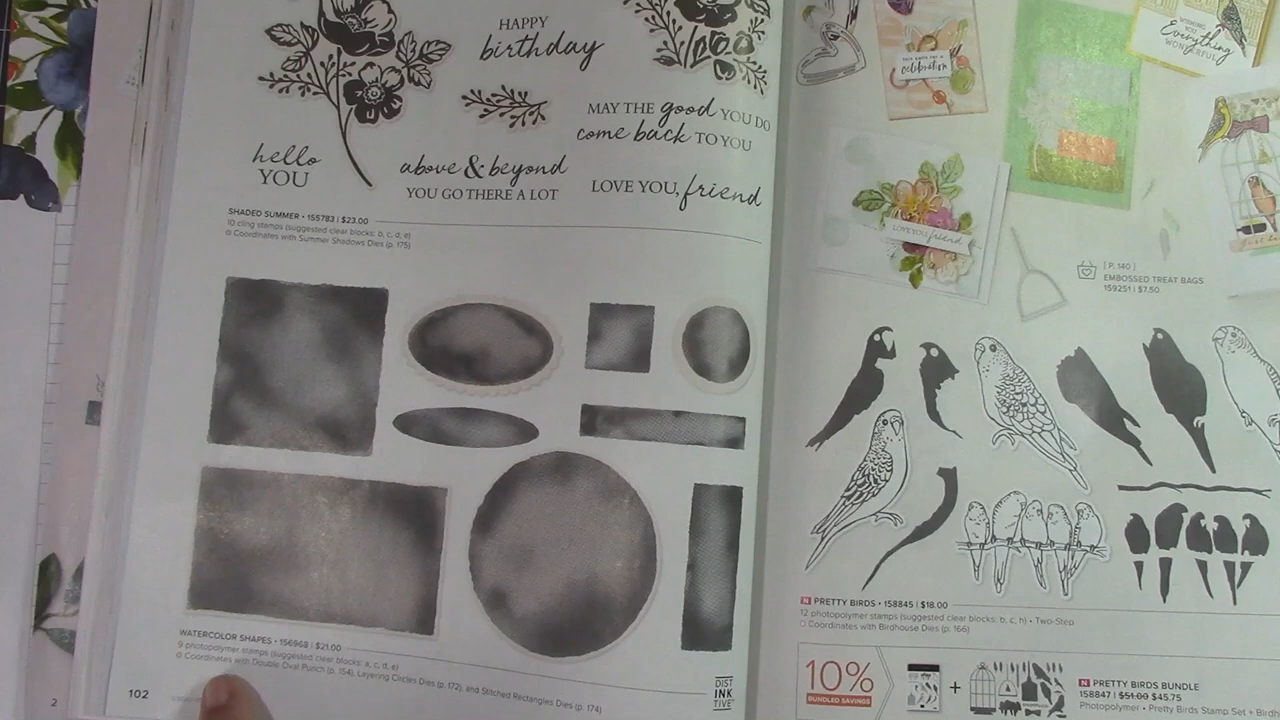 HAPPY
birthday
MAY THE good YOU DO
come back TO YOU
hello
YOU
above & beyond
YOU GO THERE A LOT
LOVE YOU, friend
SHADED SUMMER • 155783 | $23.00
10 cling stamps (suggested clear blocks: b, c, d, e)
Coordinates with Summer Shadows Dies (p. 175)
WATERCOLOR SHAPES • 156968 | $21.00
9 photopolymer stamps (suggested clear blocks: a, c, d, e)
Coordinates with Double Oval Punch (p. 154), Layering Circles Dies (p. 172), and Stitched Rectangles Dies (p. 174)
DIST
INK
TIVE
102
2
celebration
WISHING
YOU
Everything
WONDERFUL
LOVE YOU, friend
[ P. 140 ]
EMBOSSED TREAT BAGS
159251 | $7.50
N PRETTY BIRDS • 158845 | $18.00
12 photopolymer stamps (suggested clear blocks: b, c, h) • Two-Step
Coordinates with Birdhouse Dies (p. 166)
10%
BUNDLED SAVINGS
+
N PRETTY BIRDS BUNDLE
158847 | $51.00 $45.75
Photopolymer • Pretty Birds Stamp Set + Birdh